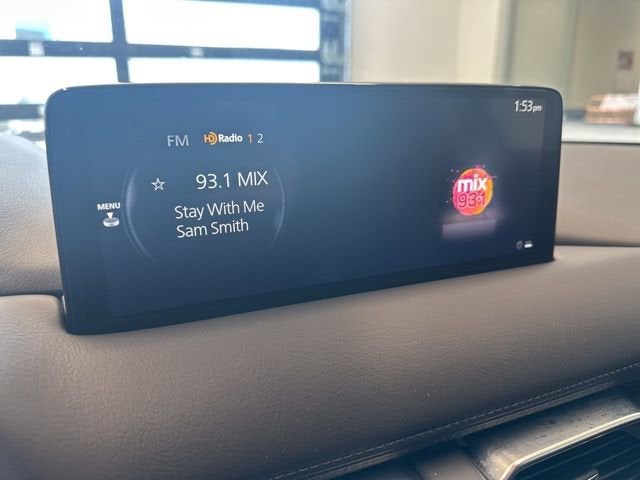 1:53pm
FM HD Radio 1 2
93.1 MIX
MENU
Stay With Me
Sam Smith
mix
93.1